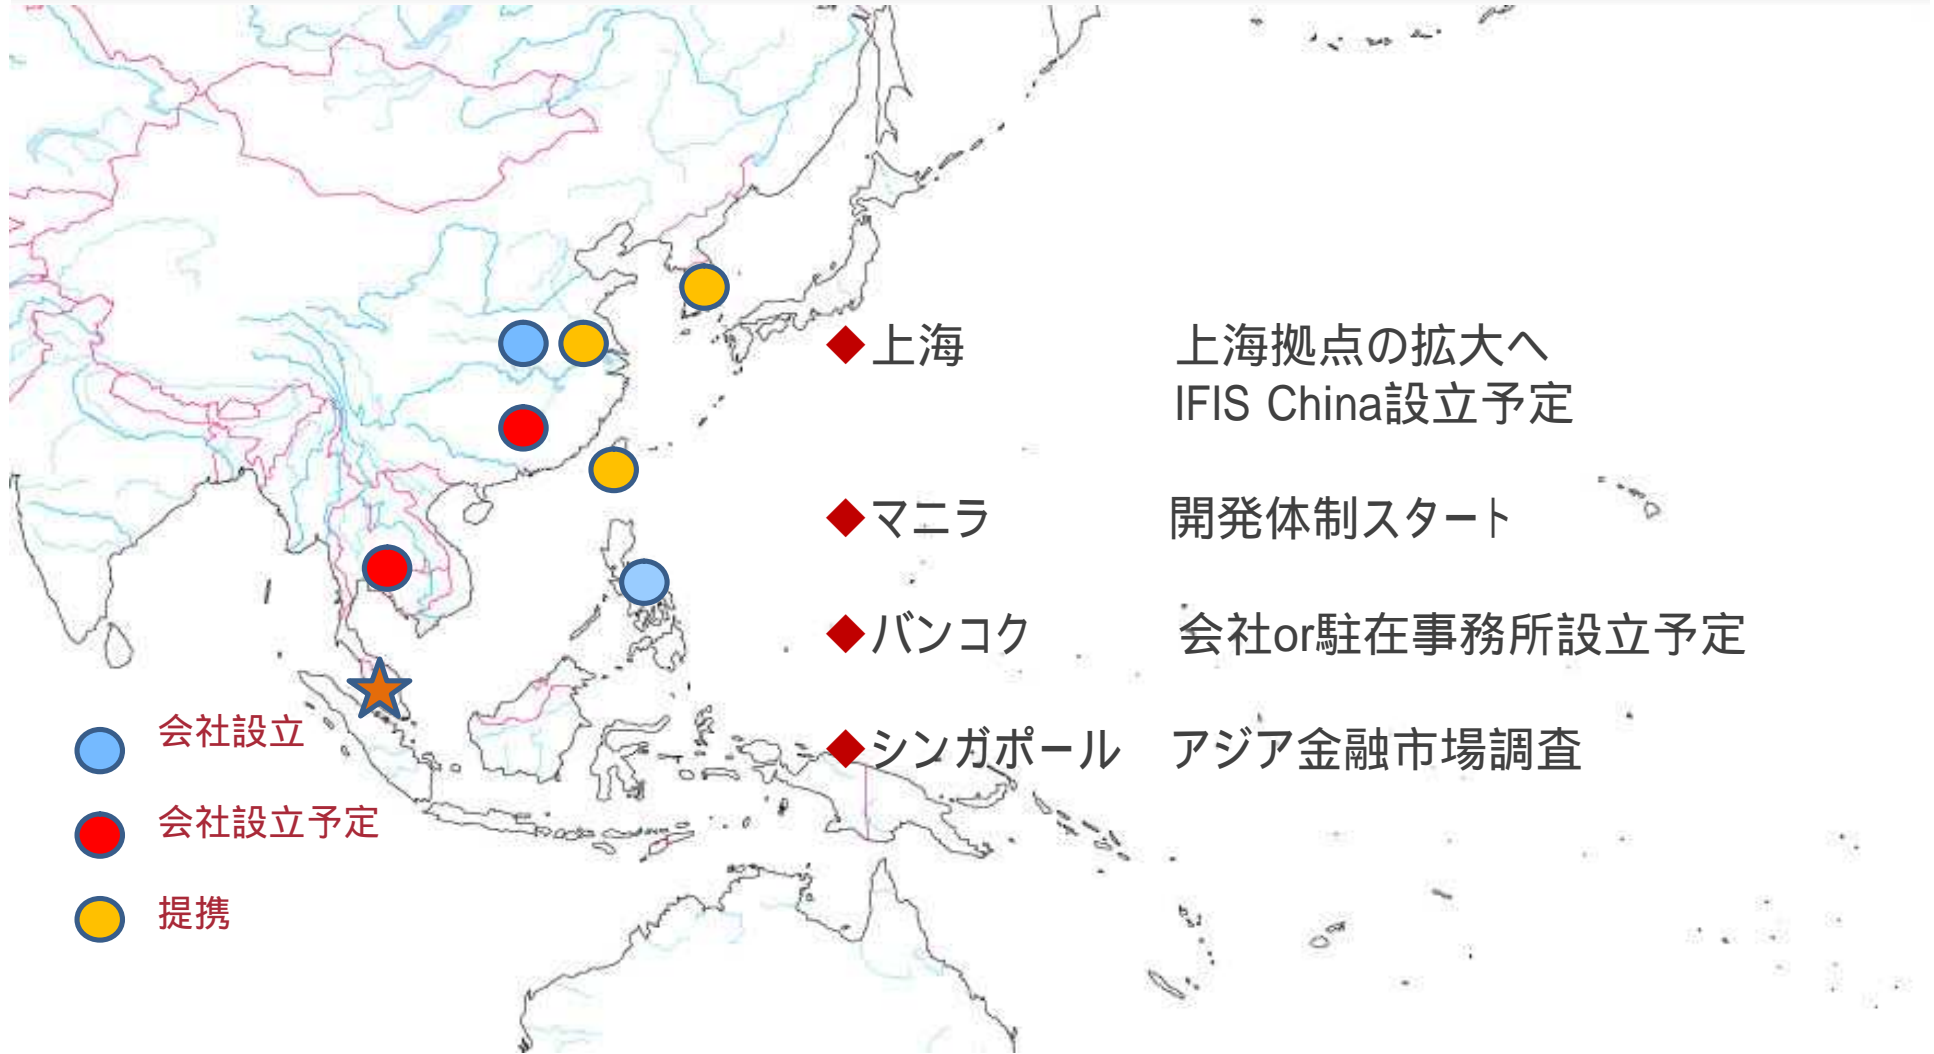 ◆上海 上海拠点の拡大へ
IFIS China設立予定
◆マニラ 開発体制スタート
◆バンコク 会社or駐在事務所設立予定
◆シンガポール アジア金融市場調査
会社設立
会社設立予定
提携